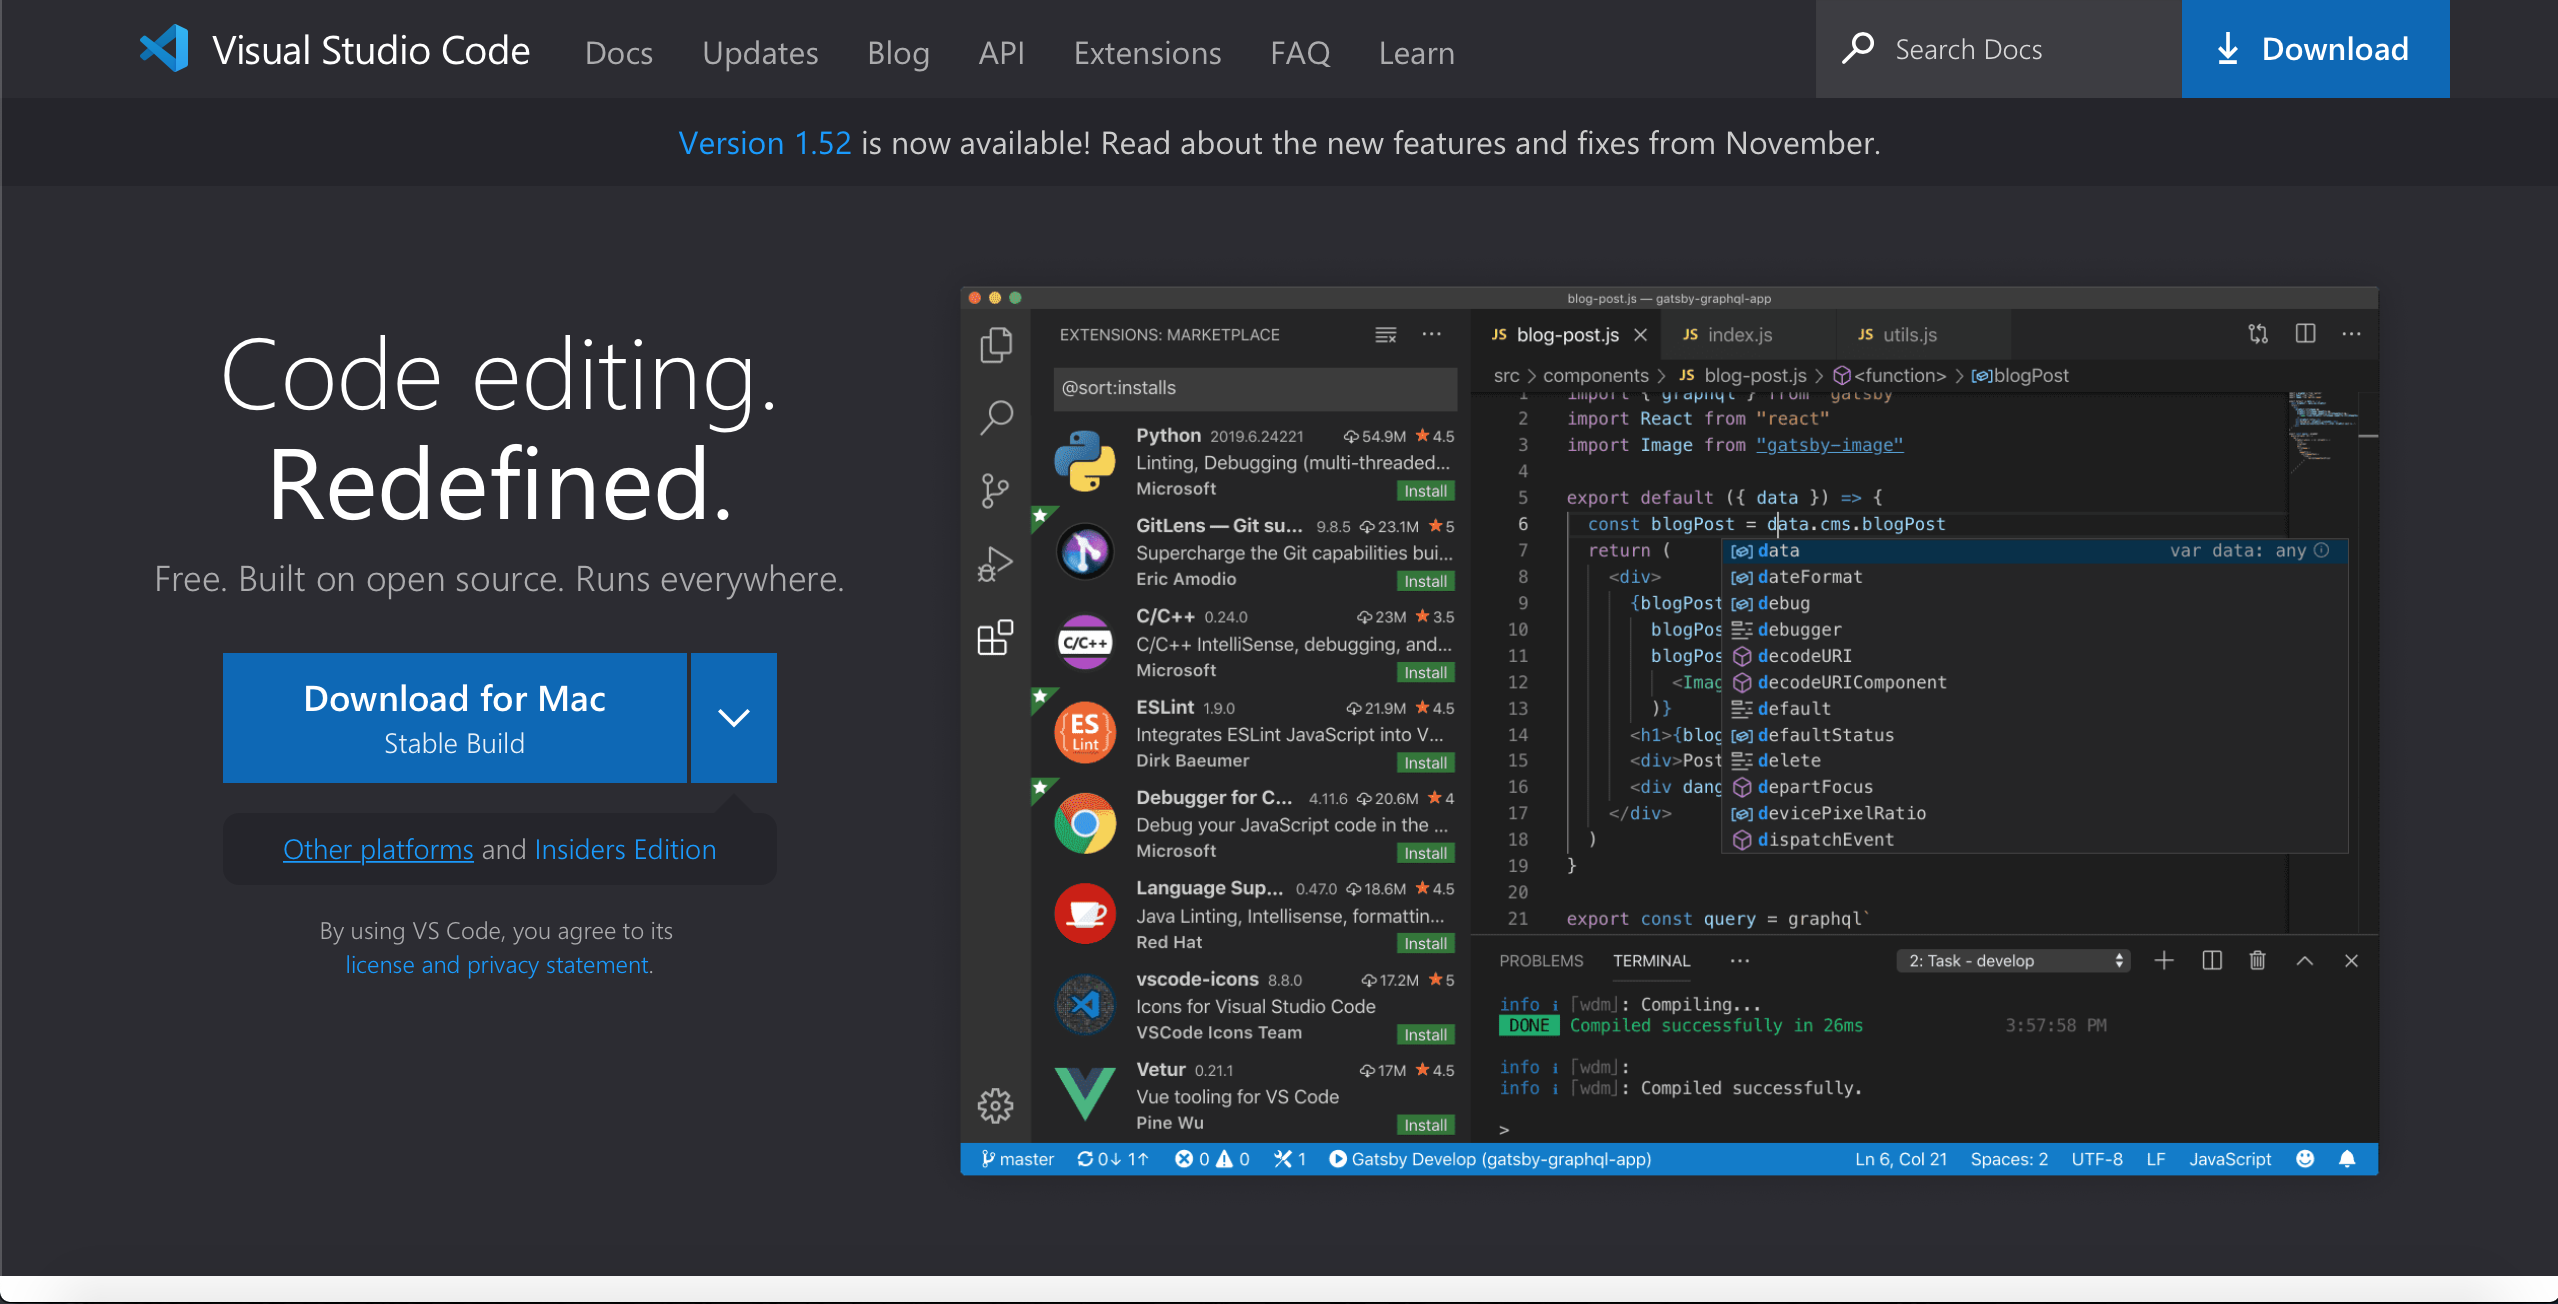 Visual Studio Code Docs Updates Blog API Extensions FAQ Learn Search Docs Download
Version 1.52 is now available! Read about the new features and fixes from November.
Code editing.
Redefined.
Free. Built on open source. Runs everywhere.
Download for Mac
Stable Build
Other platforms and Insiders Edition
By using VS Code, you agree to its
license and privacy statement.
blog-post.js — gatsby-graphql-app
EXTENSIONS: MARKETPLACE
@sort:installs
Python 2019.6.24221 54.9M 4.5
Linting, Debugging (multi-threaded...
Microsoft Install
GitLens — Git su... 9.8.5 23.1M 5
Supercharge the Git capabilities bui...
Eric Amodio Install
C/C++
C/C++ 0.24.0 23M 3.5
C/C++ IntelliSense, debugging, and...
Microsoft Install
ES
Lint
ESLint 1.9.0 21.9M 4.5
Integrates ESLint JavaScript into V...
Dirk Baeumer Install
Debugger for C... 4.11.6 20.6M 4
Debug your JavaScript code in the ...
Microsoft Install
Language Sup... 0.47.0 18.6M 4.5
Java Linting, Intellisense, formattin...
Red Hat Install
vscode-icons 8.8.0 17.2M 5
Icons for Visual Studio Code
VSCode Icons Team Install
Vetur 0.21.1 17M 4.5
Vue tooling for VS Code
Pine Wu Install
JS blog-post.js JS index.js JS utils.js
src > components > JS blog-post.js > <function> > blogPost
1 import { graphql } from "gatsby"
2 import React from "react"
3 import Image from "gatsby-image"
4
5 export default ({ data }) => {
6 const blogPost = data.cms.blogPost
7 return (
8 <div>
9 {blogPost
10 blogPos
11 blogPos
12 <Imag
13 )}
14 <h1>{blog
15 <div>Post
16 <div dang
17 </div>
18 )
19 }
20
21 export const query = graphql`
data var data: any
dateFormat
debug
debugger
decodeURI
decodeURIComponent
default
defaultStatus
delete
departFocus
devicePixelRatio
dispatchEvent
PROBLEMS TERMINAL ... 2: Task - develop
info i ｢wdm｣: Compiling...
DONE Compiled successfully in 26ms 3:57:58 PM
info i ｢wdm｣:
info i ｢wdm｣: Compiled successfully.
>
master 0↓ 1↑ 0 0 1 Gatsby Develop (gatsby-graphql-app) Ln 6, Col 21 Spaces: 2 UTF-8 LF JavaScript